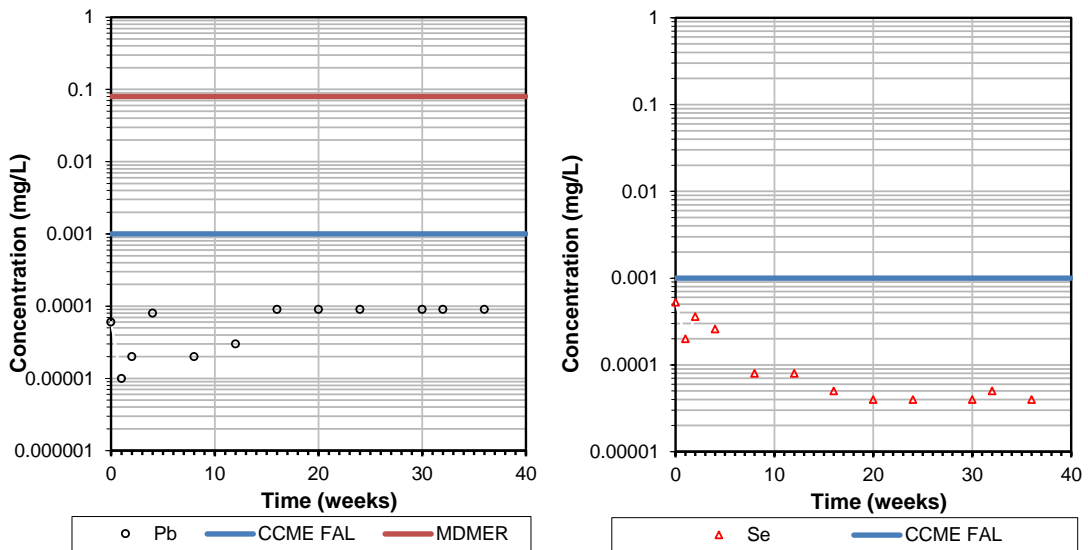 Concentration (mg/L)
1
0.1
0.01
0.001
0.0001
0.00001
0.000001
0 10 20 30 40
Time (weeks)
Pb CCME FAL MDMER
Concentration (mg/L)
1
0.1
0.01
0.001
0.0001
0.00001
0 10 20 30 40
Time (weeks)
Se CCME FAL